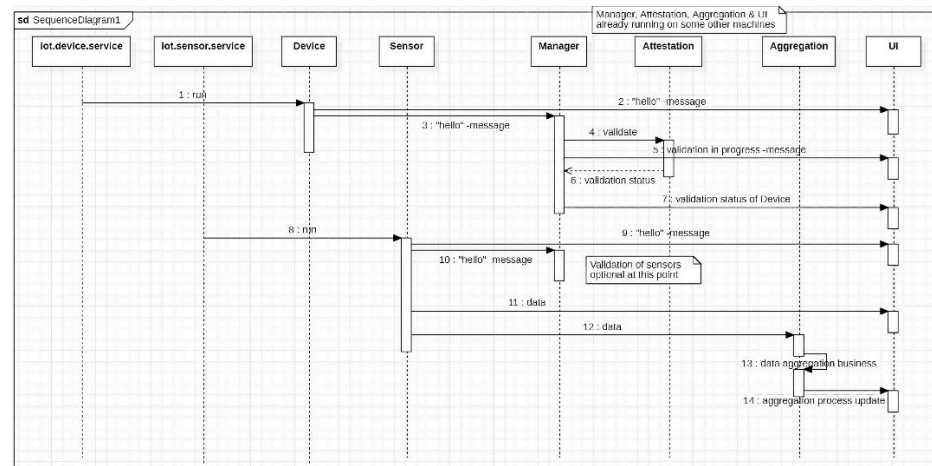 sd SequenceDiagram1
Manager, Attestation, Aggregation & UI
already running on some other machines
iot.device.service
iot.sensor.service
Device
Sensor
Manager
Attestation
Aggregation
UI
1 : run
2 : "hello" -message
3 : "hello" -message
4 : validate
5 : validation in progress -message
6 : validation status
7 : validation status of Device
8 : run
9 : "hello" -message
10 : "hello" message
Validation of sensors
optional at this point
11 : data
12 : data
13 : data aggregation business
14 : aggregation process update